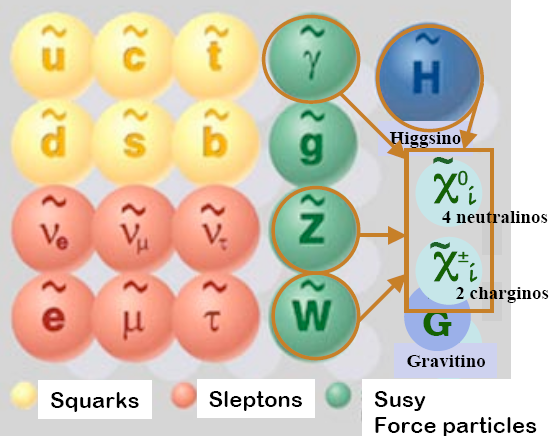 ũ c̃ t̃ γ̃ H̃
d̃ s̃ b̃ g̃ Higgsino
χ̃⁰ᵢ
4 neutralinos
ν̃e ν̃μ ν̃τ Z̃
χ̃±ᵢ
2 charginos
ẽ μ̃ τ̃ W̃ G̃
Gravitino
Squarks Sleptons Susy
Force particles